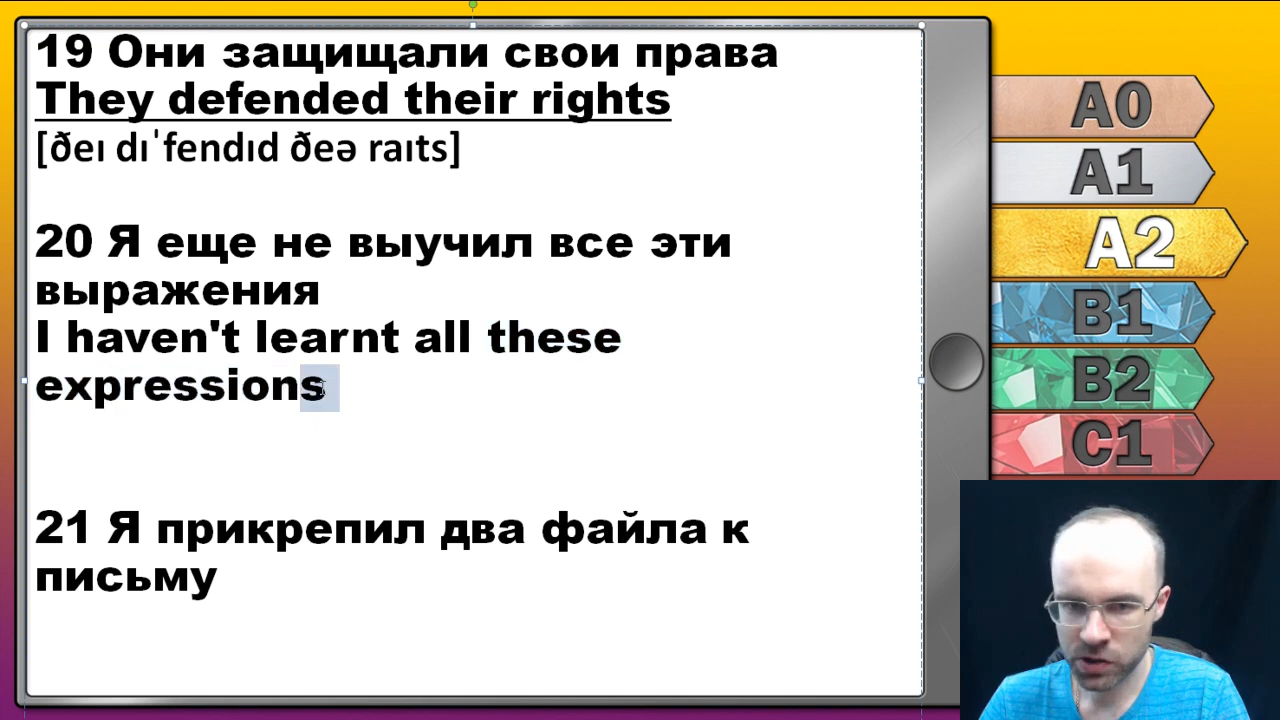 19 Они защищали свои права
They defended their rights
[ðeɪ dɪˈfendɪd ðeə raɪts]
20 Я еще не выучил все эти
выражения
I haven't learnt all these
expressions
21 Я прикрепил два файла к
письму
A0
A1
A2
B1
B2
C1